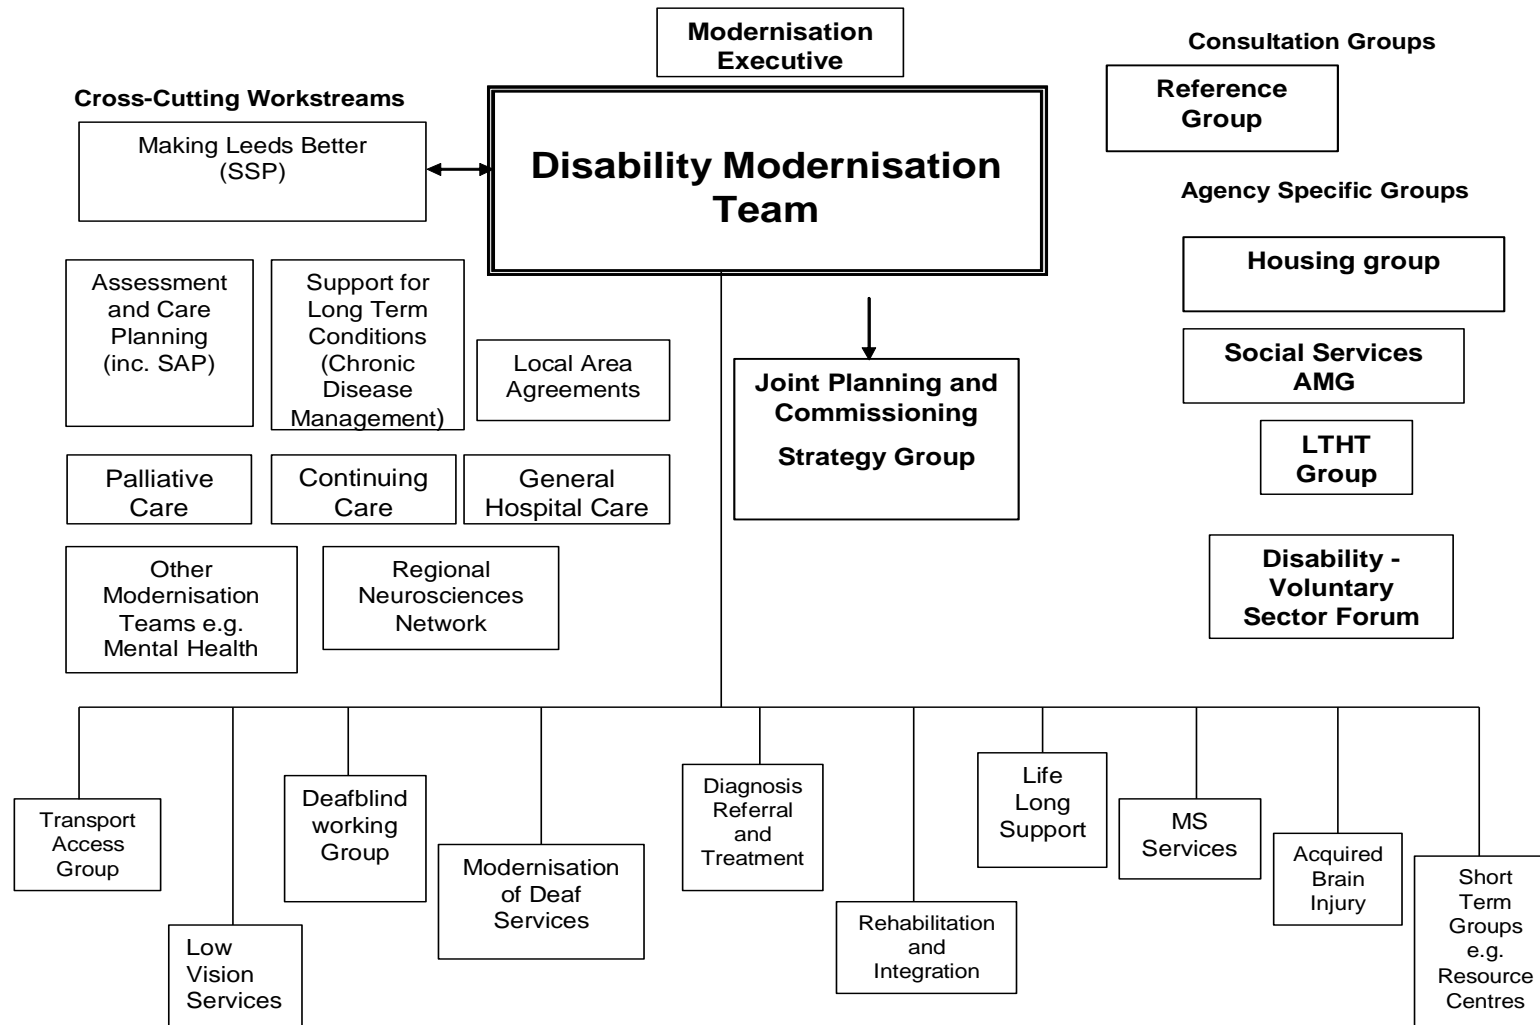 Modernisation
Executive
Consultation Groups
Reference
Group
Cross-Cutting Workstreams
Making Leeds Better
(SSP)
Disability Modernisation
Team
Agency Specific Groups
Housing group
Assessment
and Care
Planning
(inc. SAP)
Support for
Long Term
Conditions
(Chronic
Disease
Management)
Local Area
Agreements
Joint Planning and
Commissioning
Strategy Group
Social Services
AMG
LTHT
Group
Palliative
Care
Continuing
Care
General
Hospital Care
Disability -
Voluntary
Sector Forum
Other
Modernisation
Teams e.g.
Mental Health
Regional
Neurosciences
Network
Transport
Access
Group
Low
Vision
Services
Deafblind
working
Group
Modernisation
of Deaf
Services
Diagnosis
Referral
and
Treatment
Rehabilitation
and
Integration
Life
Long
Support
MS
Services
Acquired
Brain
Injury
Short
Term
Groups
e.g.
Resource
Centres